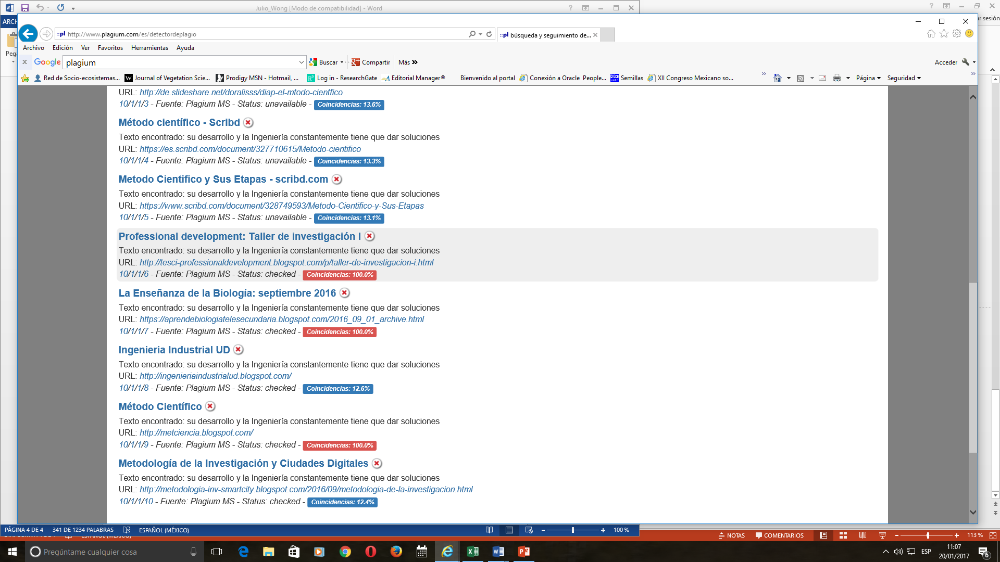 Julio_Wong [Modo de compatibilidad] - Word
ARCH
ar sesión
http://www.plagium.com/es/detectordeplagio
::pl búsqueda y seguimiento de...
Archivo Edición Ver Favoritos Herramientas Ayuda
x Google plagium Buscar Compartir Más » Acceder
Red de Socio-ecosistemas... Journal of Vegetation Scie... Prodigy MSN - Hotmail, ... Log in - ResearchGate Editorial Manager® Bienvenido al portal Conexión a Oracle People... Semillas XII Congreso Mexicano so... » Página Seguridad »
URL: http://de.slideshare.net/doralisss/diap-el-mtodo-cientfico
10/1/1/3 - Fuente: Plagium MS - Status: unavailable - Coincidencias: 13.6%
Método científico - Scribd
Texto encontrado: su desarrollo y la Ingeniería constantemente tiene que dar soluciones
URL: https://es.scribd.com/document/327710615/Metodo-cientifico
10/1/1/4 - Fuente: Plagium MS - Status: unavailable - Coincidencias: 13.3%
Metodo Cientifico y Sus Etapas - scribd.com
Texto encontrado: su desarrollo y la Ingeniería constantemente tiene que dar soluciones
URL: https://www.scribd.com/document/328749593/Metodo-Cientifico-y-Sus-Etapas
10/1/1/5 - Fuente: Plagium MS - Status: unavailable - Coincidencias: 13.1%
Professional development: Taller de investigación I
Texto encontrado: su desarrollo y la Ingeniería constantemente tiene que dar soluciones
URL: http://tesci-professionaldevelopment.blogspot.com/p/taller-de-investigacion-i.html
10/1/1/6 - Fuente: Plagium MS - Status: checked - Coincidencias: 100.0%
La Enseñanza de la Biología: septiembre 2016
Texto encontrado: su desarrollo y la Ingeniería constantemente tiene que dar soluciones
URL: https://aprendebiologiatelesecundaria.blogspot.com/2016_09_01_archive.html
10/1/1/7 - Fuente: Plagium MS - Status: checked - Coincidencias: 100.0%
Ingenieria Industrial UD
Texto encontrado: su desarrollo y la Ingeniería constantemente tiene que dar soluciones
URL: http://ingenieriaindustrialud.blogspot.com/
10/1/1/8 - Fuente: Plagium MS - Status: checked - Coincidencias: 12.6%
Método Científico
Texto encontrado: su desarrollo y la Ingeniería constantemente tiene que dar soluciones
URL: http://metciencia.blogspot.com/
10/1/1/9 - Fuente: Plagium MS - Status: checked - Coincidencias: 100.0%
Metodología de la Investigación y Ciudades Digitales
Texto encontrado: su desarrollo y la Ingeniería constantemente tiene que dar soluciones
URL: http://metodologia-inv-smartcity.blogspot.com/2016/09/metodologia-de-la-investigacion.html
10/1/1/10 - Fuente: Plagium MS - Status: checked - Coincidencias: 12.4%
PÁGINA 4 DE 4 341 DE 1234 PALABRAS ESPAÑOL (MÉXICO) 100 %
NOTAS COMENTARIOS 113 %
Pregúntame cualquier cosa
ESP
11:07
20/01/2017
6